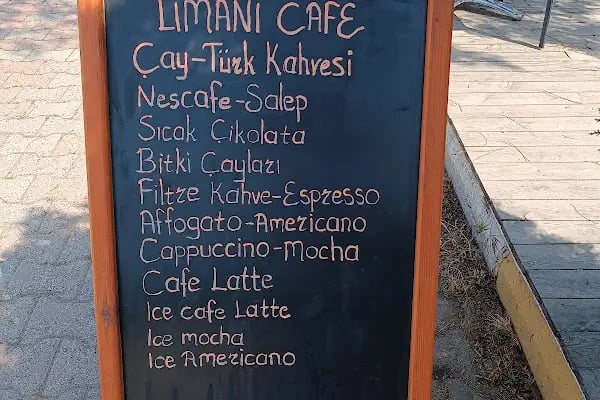 LIMANI CAFE
Çay-Türk Kahvesi
Nescafe-Salep
Sıcak Çikolata
Bitki Çayları
Filtre Kahve-Espresso
Affogato-Americano
Cappuccino-Mocha
Cafe Latte
Ice cafe Latte
Ice mocha
Ice Americano